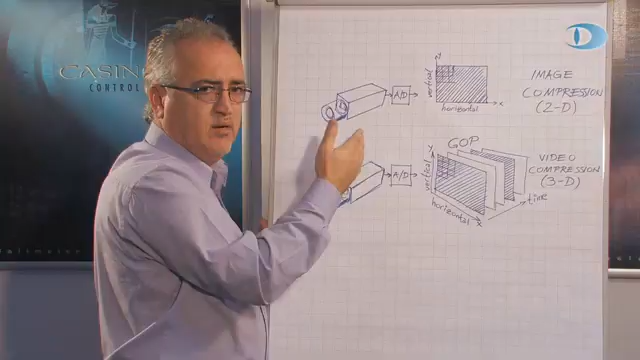 CASIN
CONTROL
vertical
horizontal
x
A/D
IMAGE
COMPRESSION
(2-D)
GOP
y
vertical
horizontal
x
time
A/D
VIDEO
COMPRESSION
(3-D)